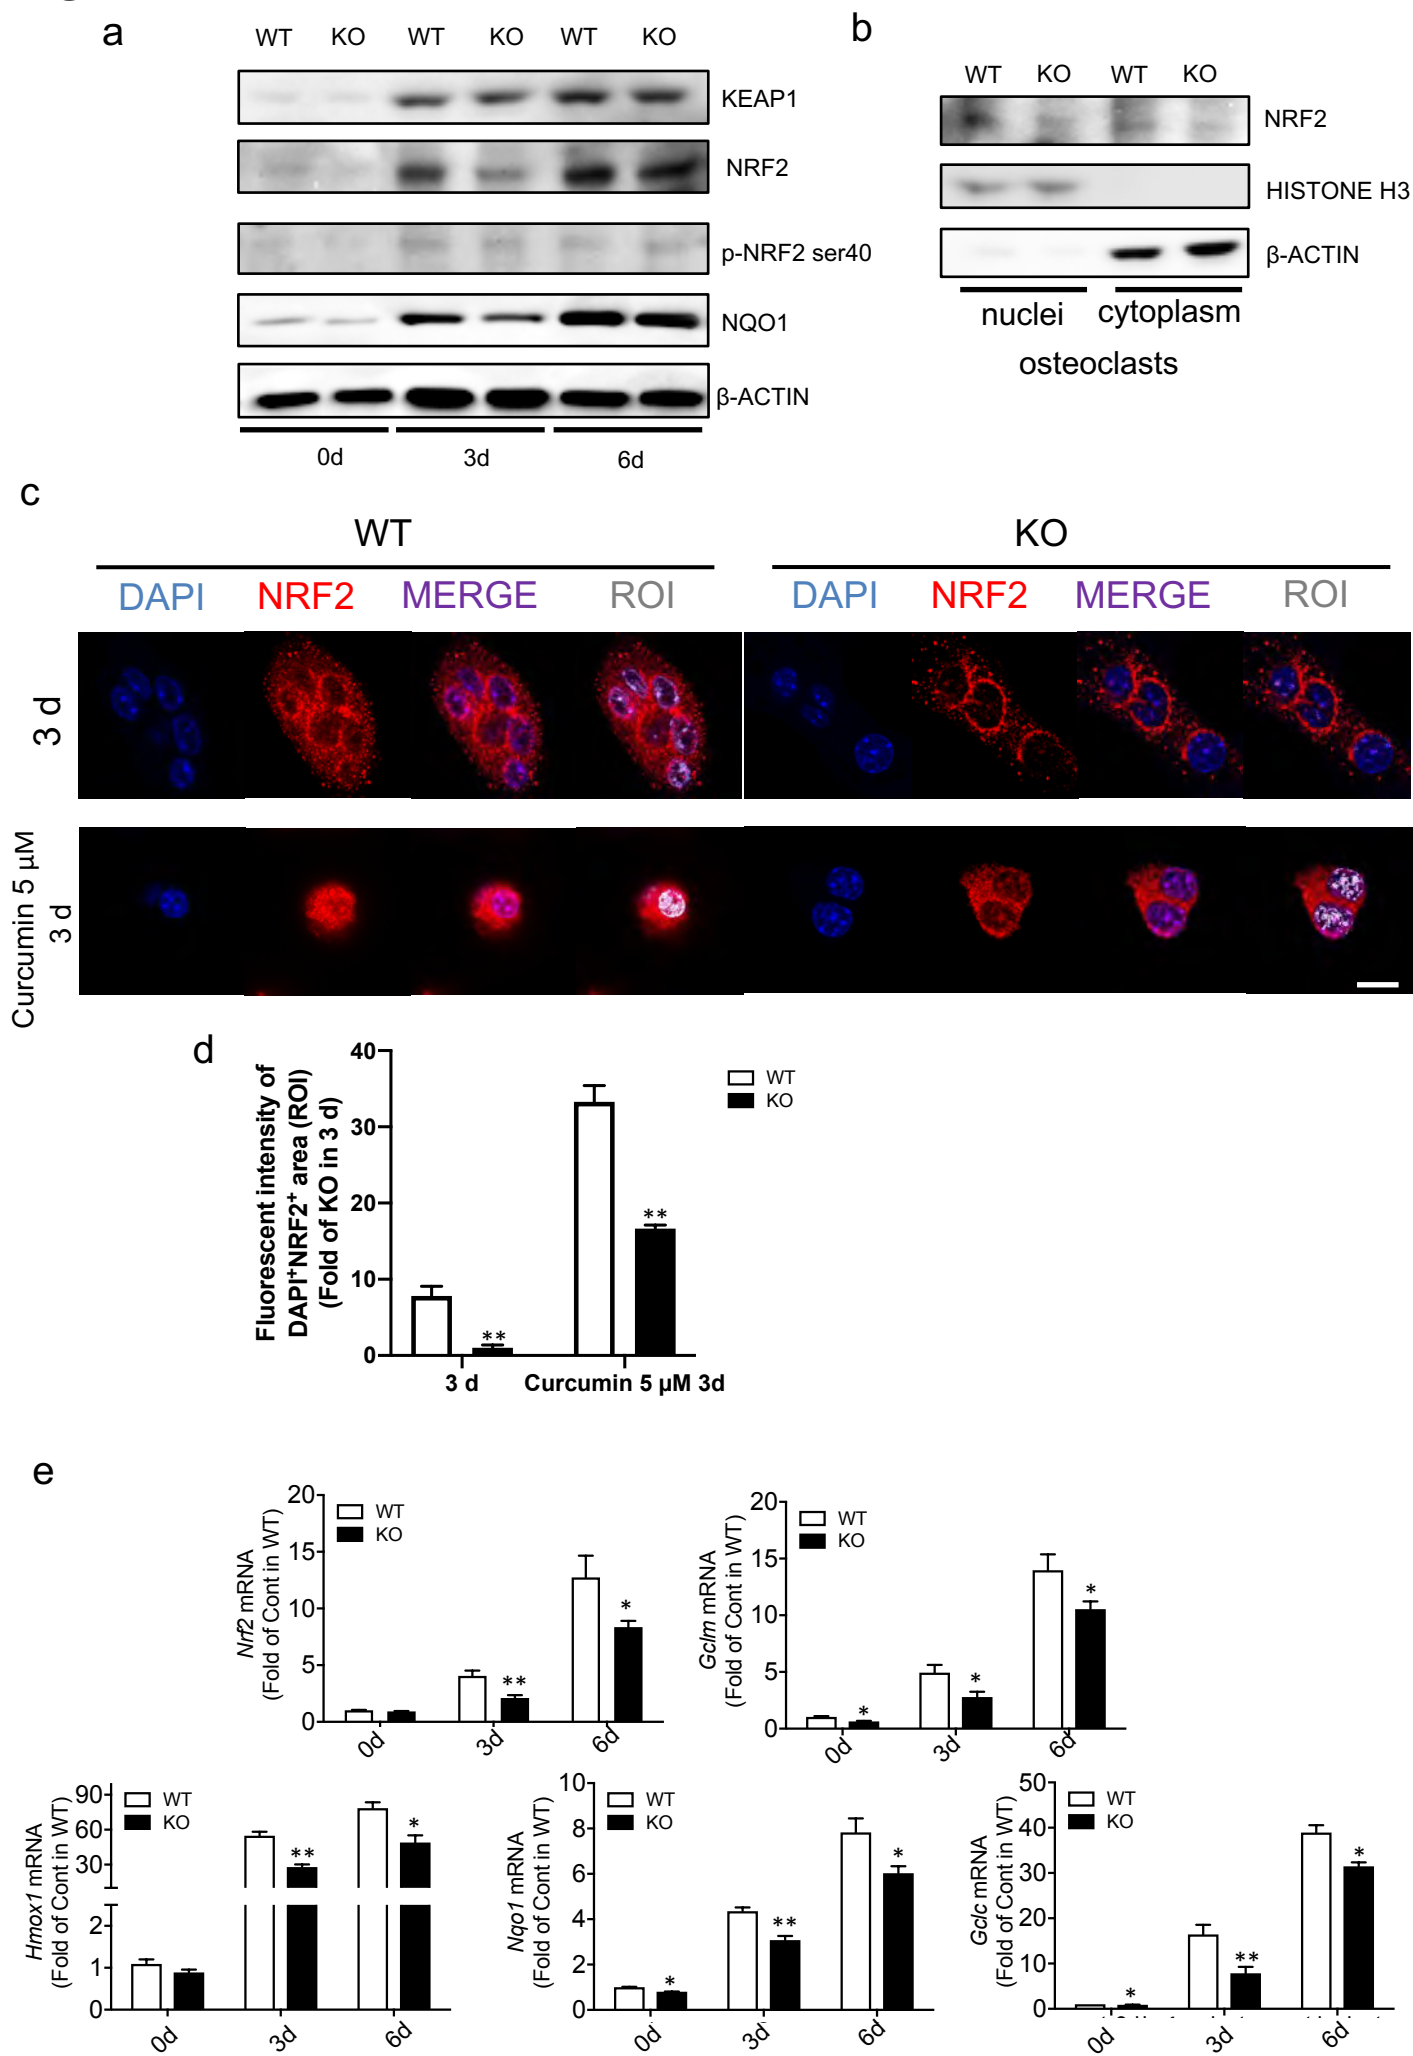 a
WT KO WT KO WT KO
KEAP1
NRF2
p-NRF2 ser40
NQO1
β-ACTIN
0d 3d 6d
b
WT KO WT KO
NRF2
HISTONE H3
β-ACTIN
nuclei cytoplasm
osteoclasts
c
WT KO
DAPI NRF2 MERGE ROI DAPI NRF2 MERGE ROI
3 d
Curcumin 5 μM
3 d
d
Fluorescent intensity of
DAPI⁺NRF2⁺ area (ROI)
(Fold of KO in 3 d)
40
30
20
10
0
**
**
WT
KO
3 d Curcumin 5 μM 3d
e
Nrf2 mRNA
(Fold of Cont in WT)
20
15
10
5
0
WT
KO
**
*
0d 3d 6d
Gclm mRNA
(Fold of Cont in WT)
20
15
10
5
0
WT
KO
*
*
*
0d 3d 6d
Hmox1 mRNA
(Fold of Cont in WT)
90
60
30
2
1
0
WT
KO
**
*
0d 3d 6d
Nqo1 mRNA
(Fold of Cont in WT)
10
8
6
4
2
0
WT
KO
*
**
*
0d 3d 6d
Gclc mRNA
(Fold of Cont in WT)
50
40
30
20
10
0
WT
KO
*
**
*
0d 3d 6d